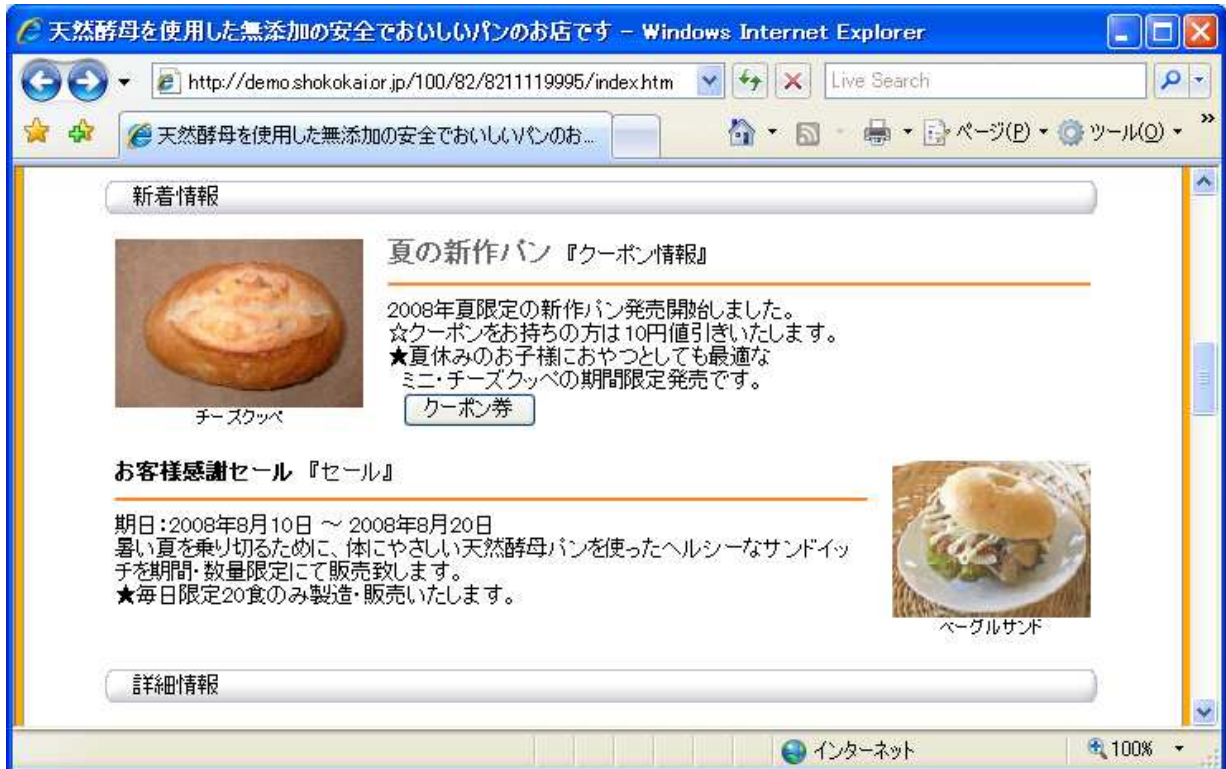 天然酵母を使用した無添加の安全でおいしいパンのお店です - Windows Internet Explorer
http://demo.shokokai.or.jp/100/82/8211119995/index.htm
Live Search
天然酵母を使用した無添加の安全でおいしいパンのお...
ページ(P)
ツール(O)
新着情報
夏の新作パン 『クーポン情報』
2008年夏限定の新作パン発売開始しました。
☆クーポンをお持ちの方は10円値引きいたします。
★夏休みのお子様におやつとしても最適な
ミニ・チーズクッペの期間限定発売です。
クーポン券
チーズクッペ
お客様感謝セール 『セール』
期日:2008年8月10日 ~ 2008年8月20日
暑い夏を乗り切るために、体にやさしい天然酵母パンを使ったヘルシーなサンドイッ
チを期間・数量限定にて販売致します。
★毎日限定20食のみ製造・販売いたします。
ベーグルサンド
詳細情報
インターネット
100%